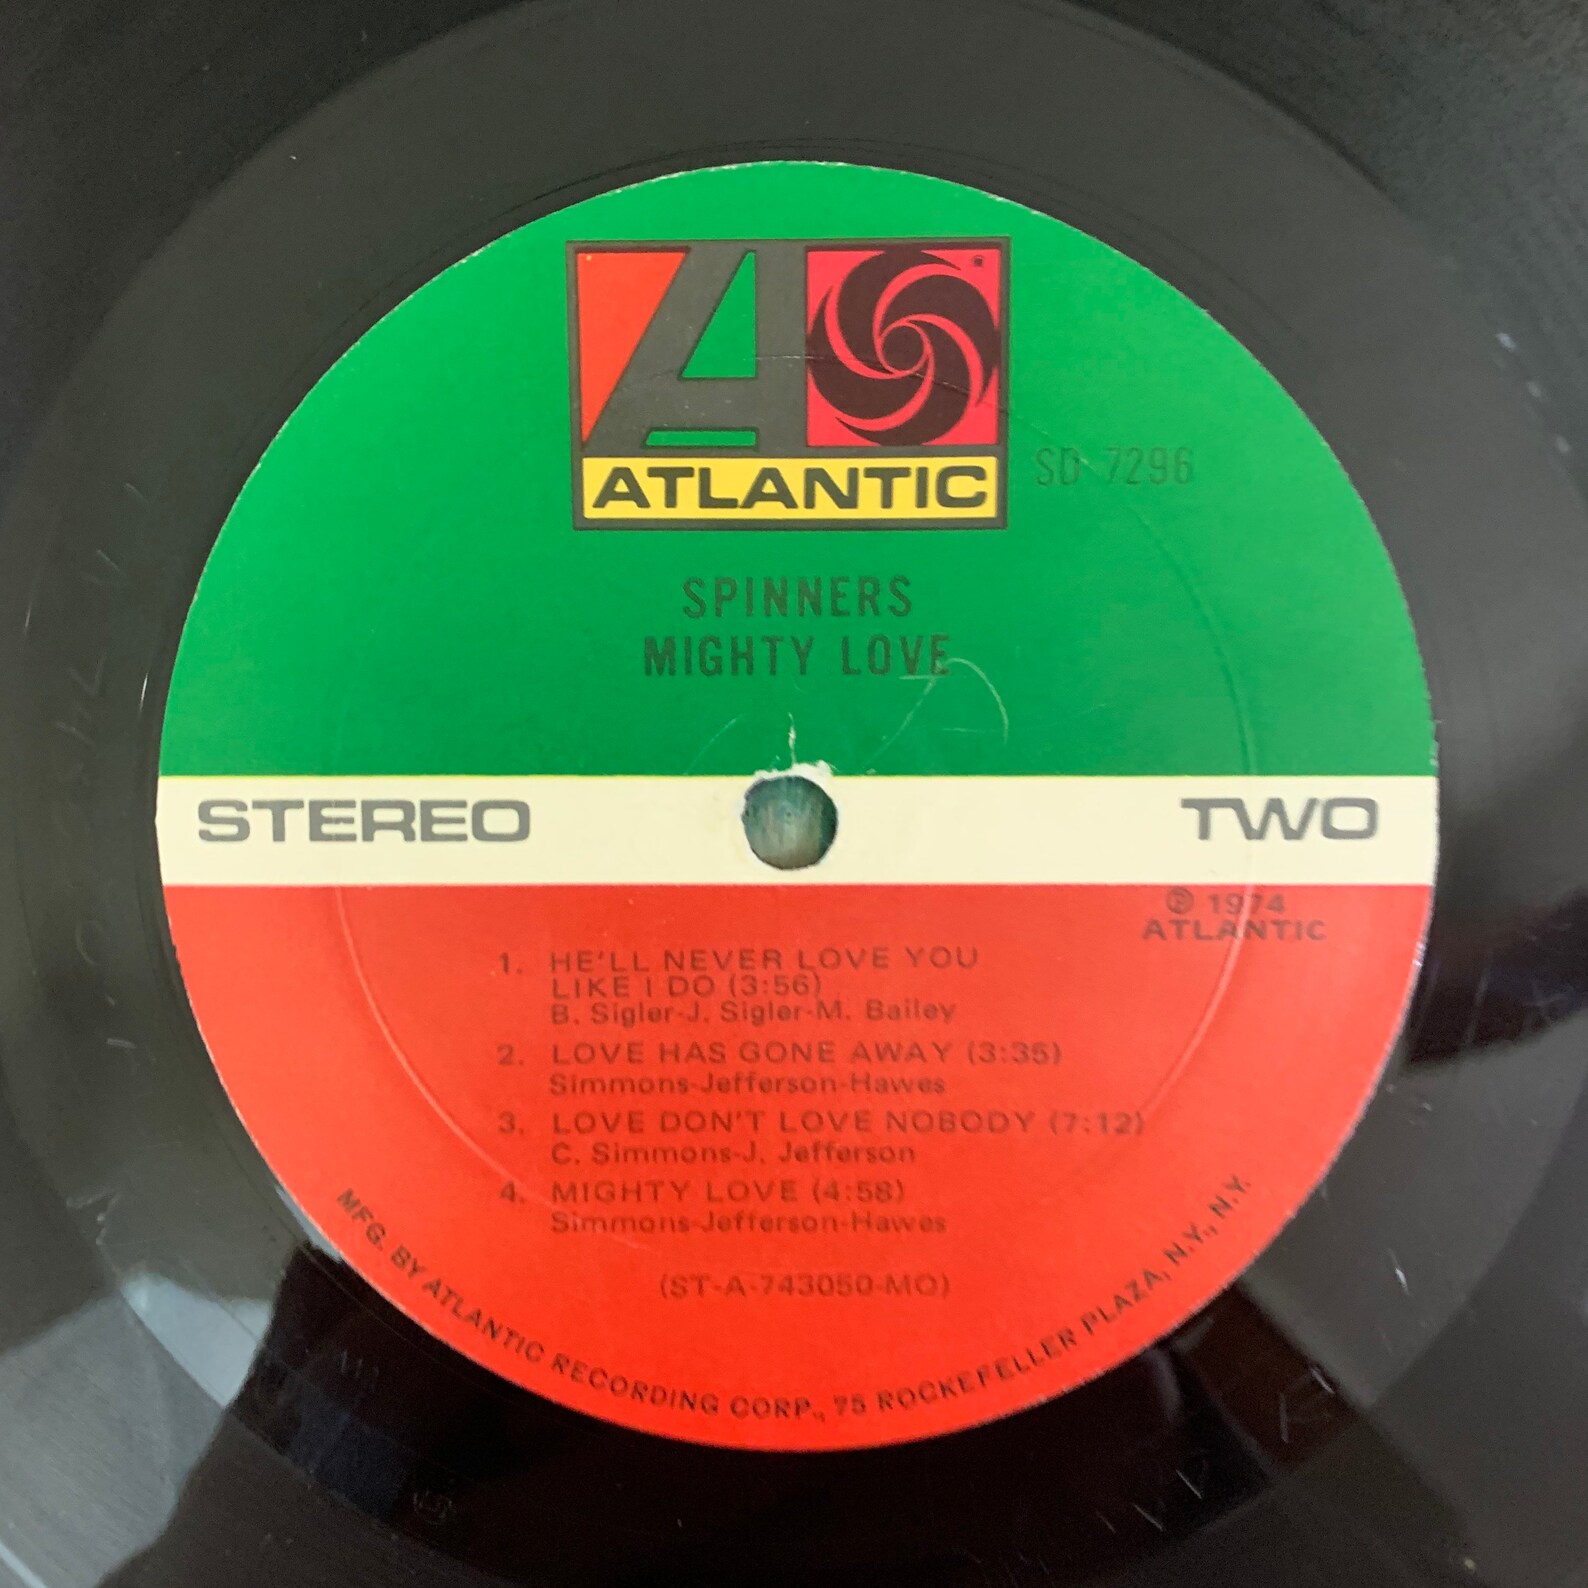 ATLANTIC
SD 7296
SPINNERS
MIGHTY LOVE
STEREO
TWO
℗ 1974
ATLANTIC
1. HE'LL NEVER LOVE YOU
LIKE I DO (3:56)
B. Sigler-J. Sigler-M. Bailey
2. LOVE HAS GONE AWAY (3:35)
Simmons-Jefferson-Hawes
3. LOVE DON'T LOVE NOBODY (7:12)
C. Simmons-J. Jefferson
4. MIGHTY LOVE (4:58)
Simmons-Jefferson-Hawes
(ST-A-743050-MO)
MFG. BY ATLANTIC RECORDING CORP., 75 ROCKEFELLER PLAZA, N.Y., N.Y.